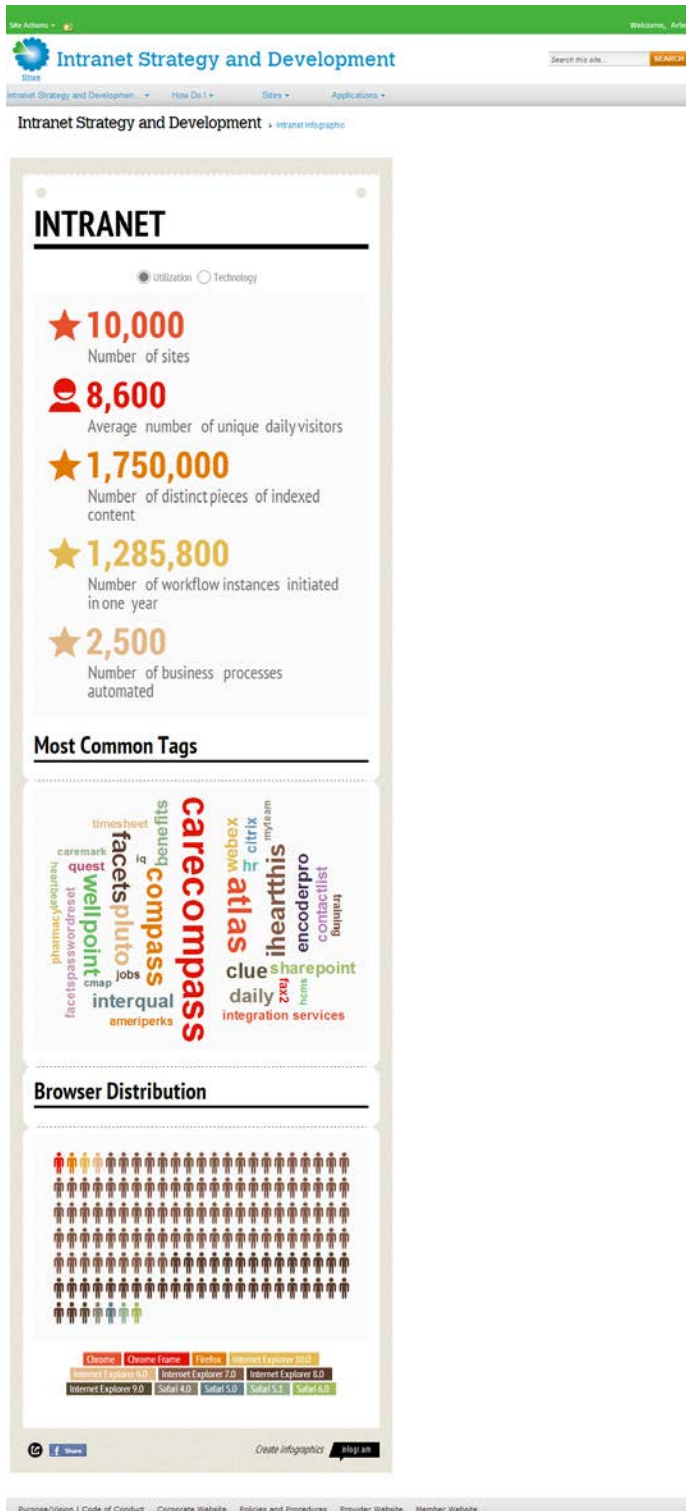 Site Actions
Welcome,
Sites
Intranet Strategy and Development
Search this site...
SEARCH
Intranet Strategy and Developmen...
How Do I
Sites
Applications
Intranet Strategy and Development
Intranet Infographic
INTRANET
Utilization
Technology
10,000
Number of sites
8,600
Average number of unique daily visitors
1,750,000
Number of distinct pieces of indexed
content
1,285,800
Number of workflow instances initiated
in one year
2,500
Number of business processes
automated
Most Common Tags
carecompass
timesheet
benefits
facets
caremark
iq
quest
heartbeat
pharmacy
facetspasswordreset
wellpoint
pluto
compass
jobs
cmap
interqual
ameriperks
webex
citrix
myteam
hr
atlas
iheartthis
encoderpro
contactlist
training
clue
sharepoint
daily
fax2
hcms
integration services
Browser Distribution
Chrome
Chrome Frame
Firefox
Internet Explorer 10.0
Internet Explorer 6.0
Internet Explorer 7.0
Internet Explorer 8.0
Internet Explorer 9.0
Safari 4.0
Safari 5.0
Safari 5.1
Safari 6.0
f Share
Create infographics
infogr.am
Purpose/Vision | Code of Conduct
Corporate Website
Policies and Procedures
Provider Website
Member Website